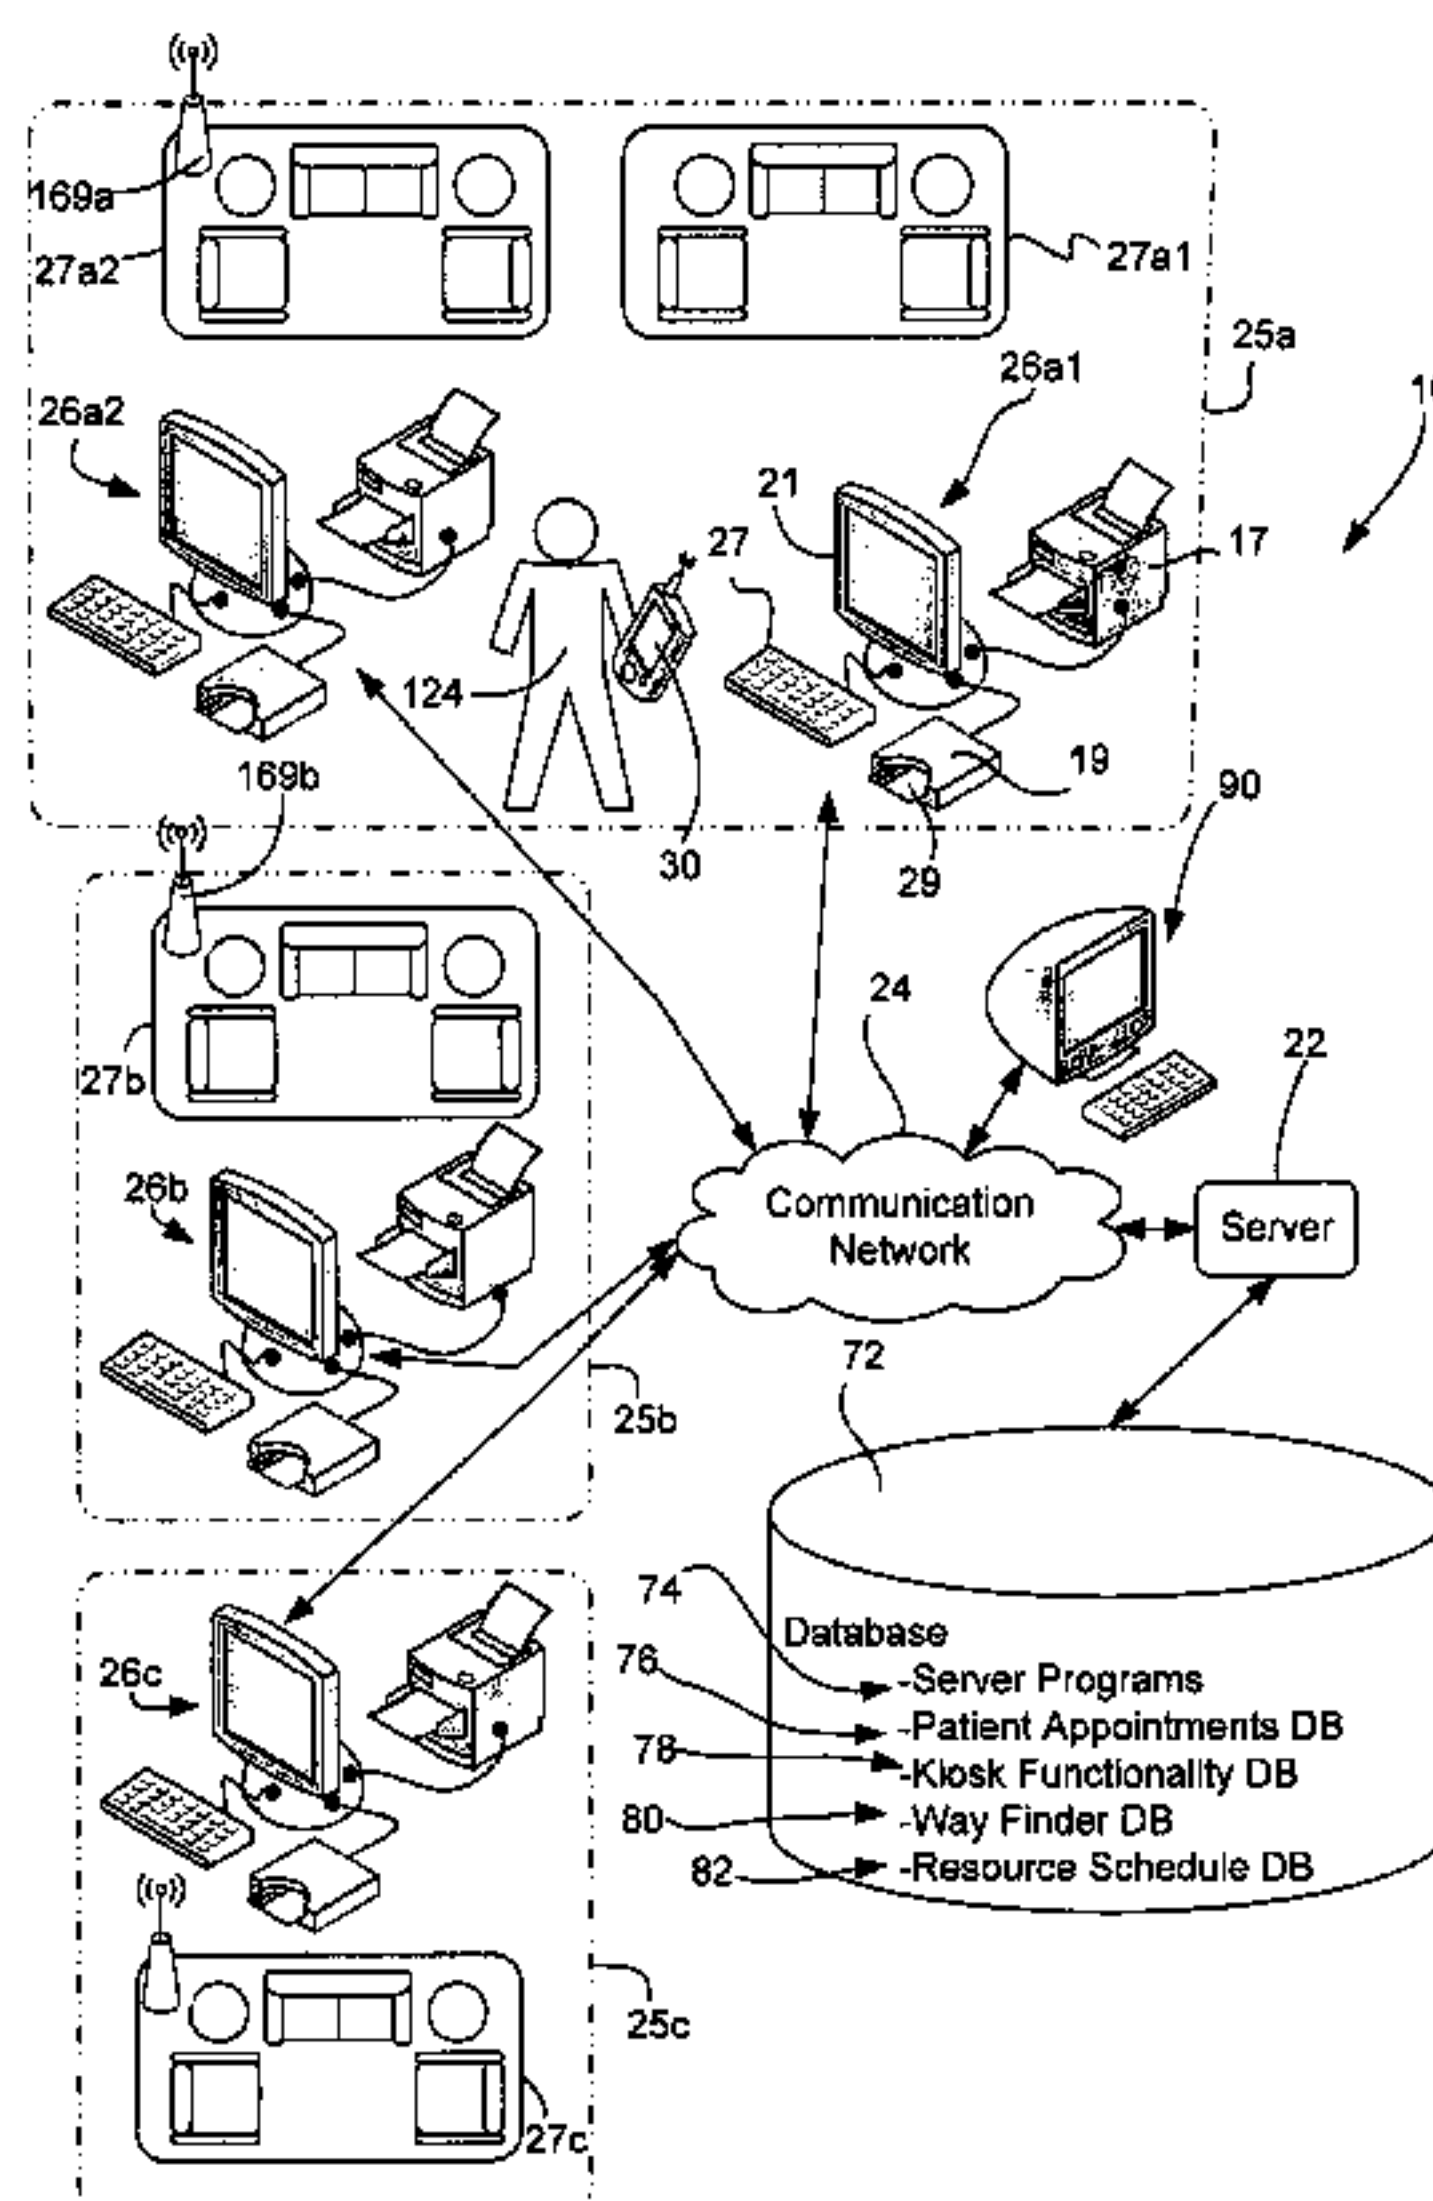 169a
27a2
27a1
25a
26a1
26a2
21
27
17
124
19
169b
90
30
29
24
27b
22
26b
Communication
Network
Server
72
25b
74
Database
76
-Server Programs
26c
-Patient Appointments DB
78
-Kiosk Functionality DB
80
-Way Finder DB
82
-Resource Schedule DB
25c
27c